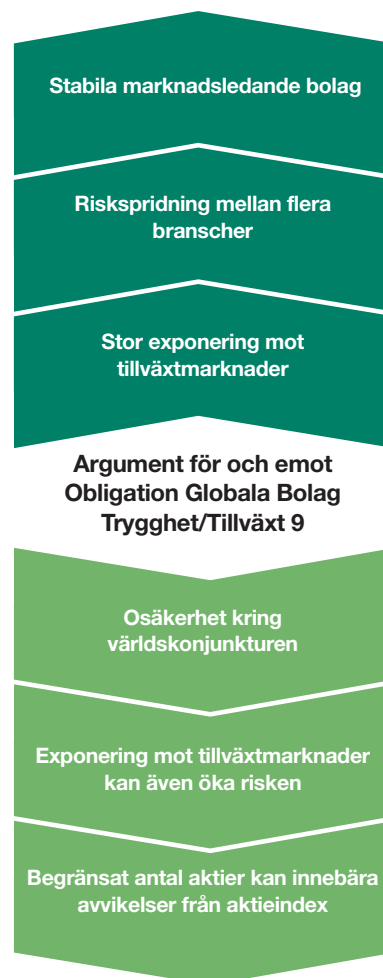 Stabila marknadsledande bolag
Riskspridning mellan flera
branscher
Stor exponering mot
tillväxtmarknader
Argument för och emot
Obligation Globala Bolag
Trygghet/Tillväxt 9
Osäkerhet kring
världskonjunkturen
Exponering mot tillväxtmarknader
kan även öka risken
Begränsat antal aktier kan innebära
avvikelser från aktieindex